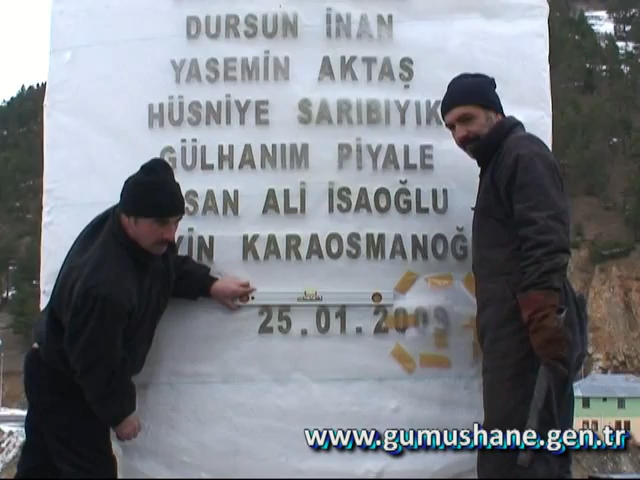 DURSUN İNAN
YASEMİN AKTAŞ
HÜSNİYE SARIBIYIK
GÜLHANIM PİYALE
ALİ İSAOĞLU
KARAOSMANOĞ
25.01.2009
www.gumushane.gen.tr